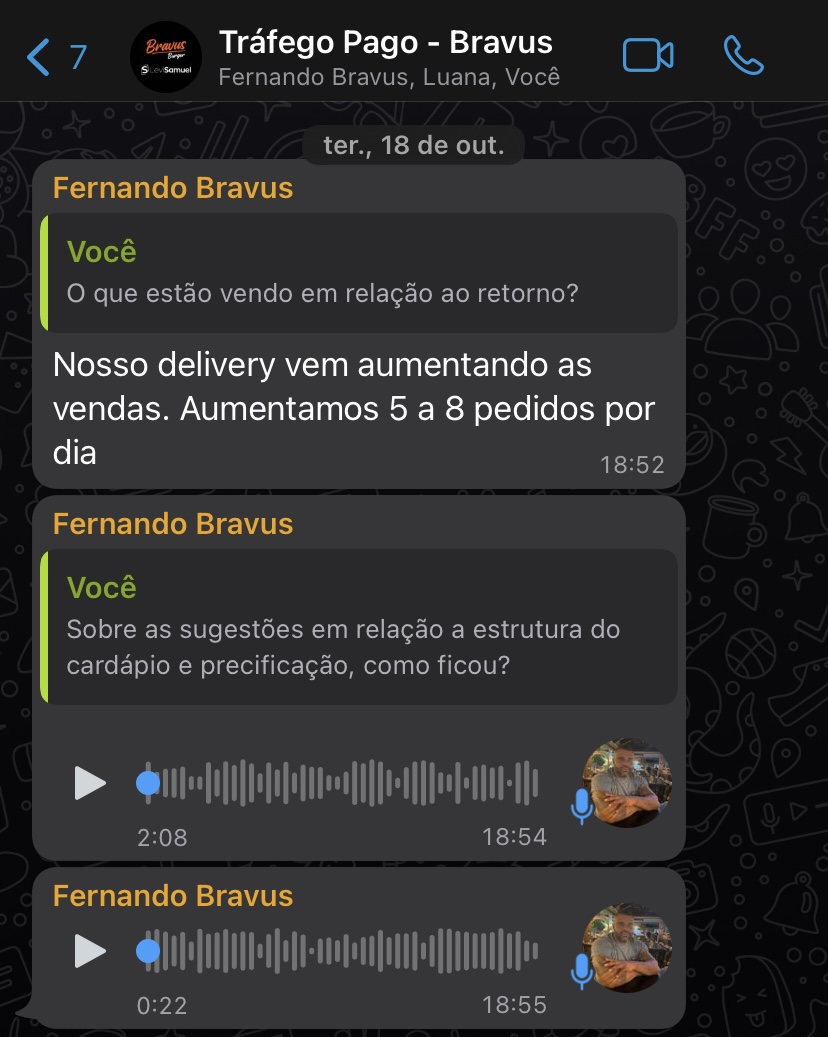 7
Bravus
Burger
LeviSamuel
Tráfego Pago - Bravus
Fernando Bravus, Luana, Você
ter., 18 de out.
Fernando Bravus
Você
O que estão vendo em relação ao retorno?
Nosso delivery vem aumentando as
vendas. Aumentamos 5 a 8 pedidos por
dia
18:52
Fernando Bravus
Você
Sobre as sugestões em relação a estrutura do
cardápio e precificação, como ficou?
2:08
18:54
Fernando Bravus
0:22
18:55